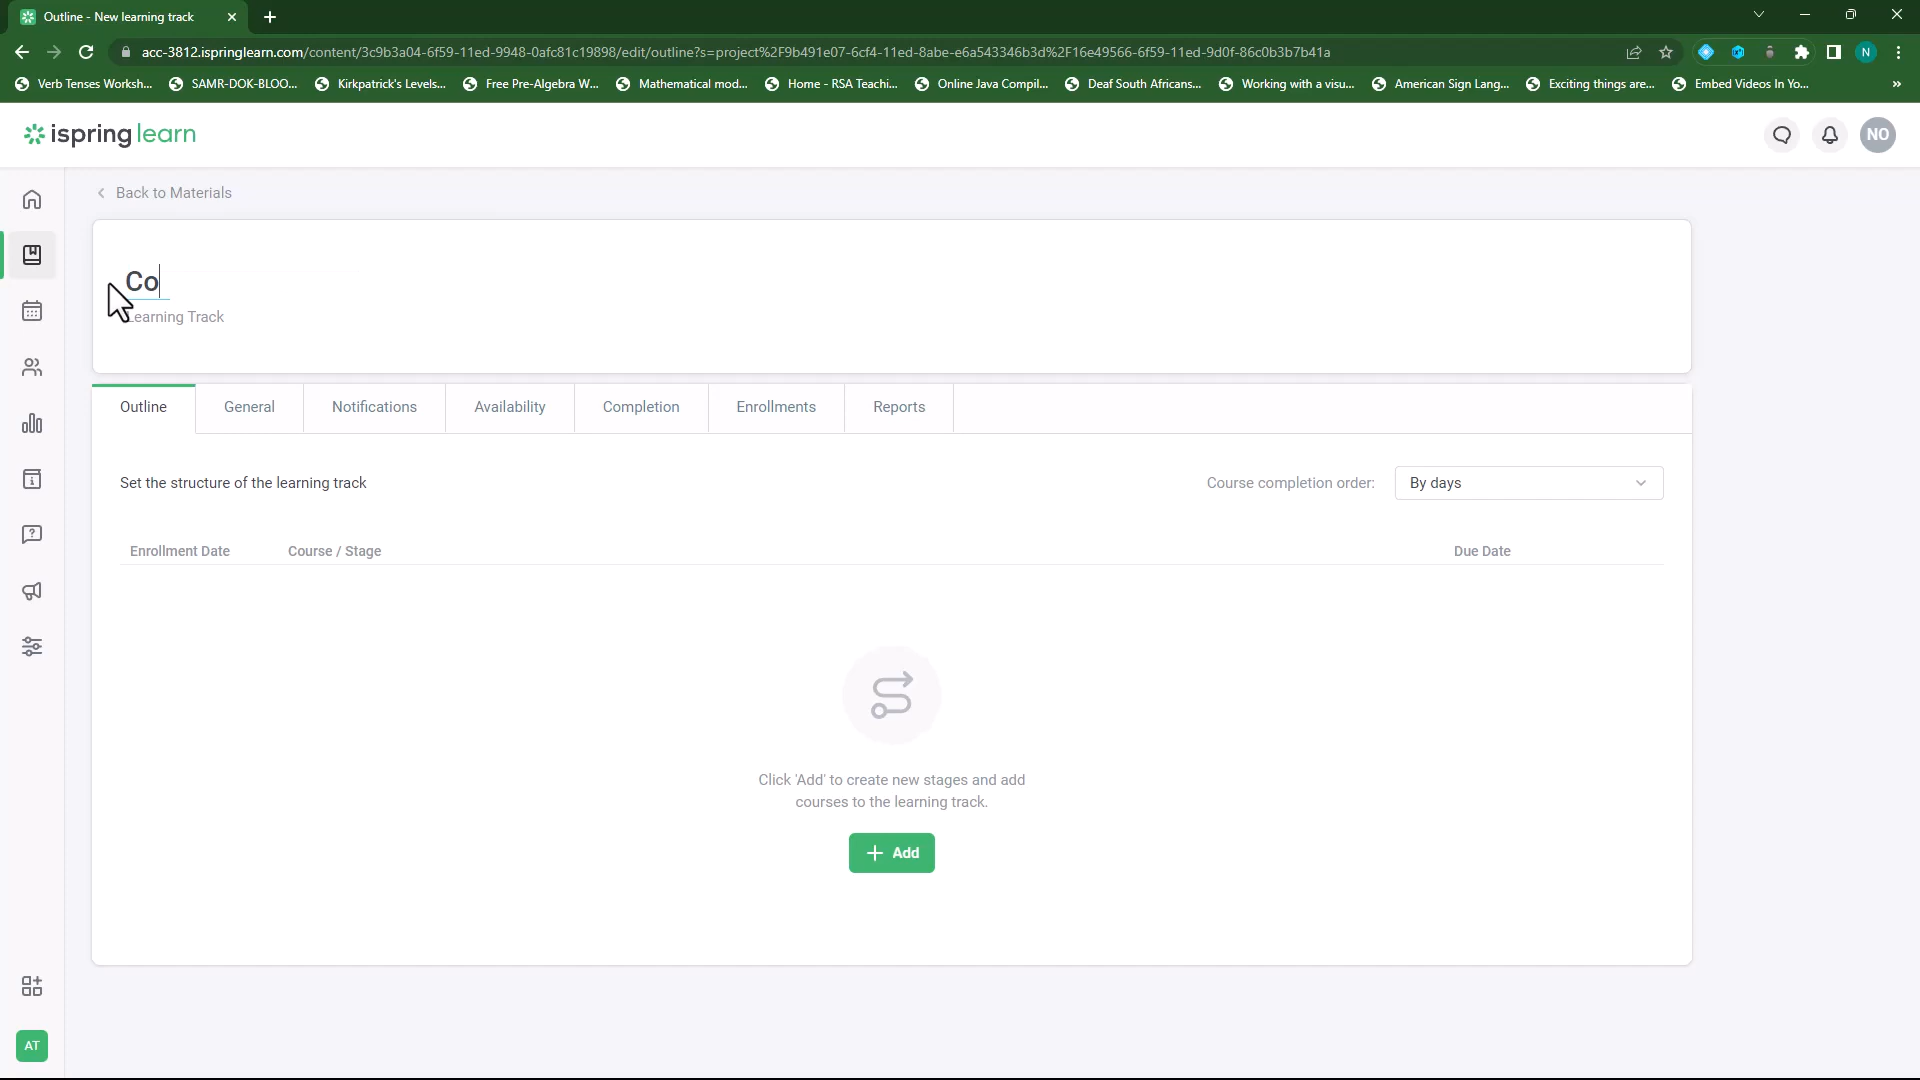 Outline - New learning track
acc-3812.ispringlearn.com/content/3c9b3a04-6f59-11ed-9948-0afc81c19898/edit/outline?s=project%2F9b491e07-6cf4-11ed-8abe-e6a543346b3d%2F16e49566-6f59-11ed-9d0f-86c0b3b7b41a
N
Verb Tenses Worksh... SAMR-DOK-BLOO... Kirkpatrick's Levels... Free Pre-Algebra W... Mathematical mod... Home - RSA Teachi... Online Java Compil... Deaf South Africans... Working with a visu... American Sign Lang... Exciting things are... Embed Videos In Yo... »
ispring learn
NO
Back to Materials
Co
Learning Track
Outline General Notifications Availability Completion Enrollments Reports
Set the structure of the learning track Course completion order: By days
Enrollment Date Course / Stage Due Date
Click 'Add' to create new stages and add
courses to the learning track.
+ Add
AT